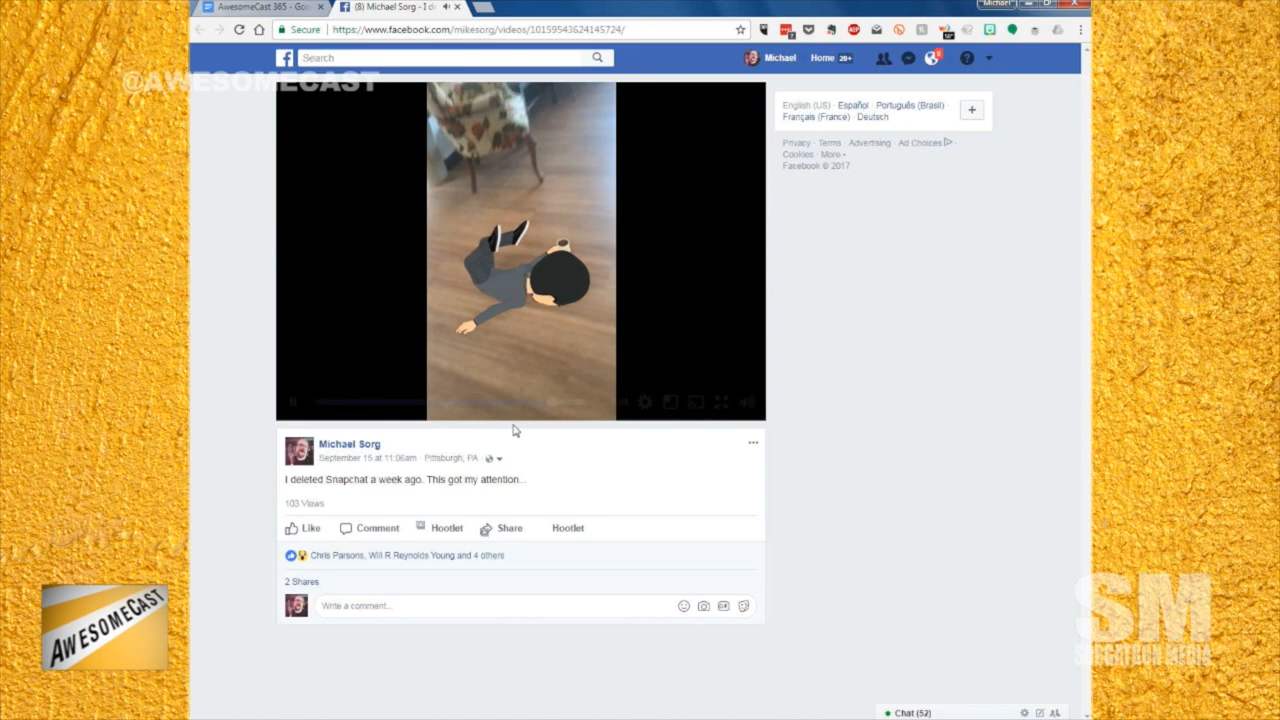 AwesomeCast 365 - Goo
(8) Michael Sorg - I d
Michael
Secure
https://www.facebook.com/mikesorg/videos/10159543624145724/
Search
Michael
Home 20+
@AWESOMECAST
English (US) · Español · Português (Brasil) ·
Français (France) · Deutsch
Privacy · Terms · Advertising · Ad Choices ·
Cookies · More
Facebook © 2017
Michael Sorg
September 15 at 11:06am · Pittsburgh, PA
I deleted Snapchat a week ago. This got my attention...
103 Views
Like Comment Hootlet Share Hootlet
Chris Parsons, Will R Reynolds Young and 4 others
2 Shares
Write a comment...
AWESOMECAST
SM
SORGATRON MEDIA
Chat (52)